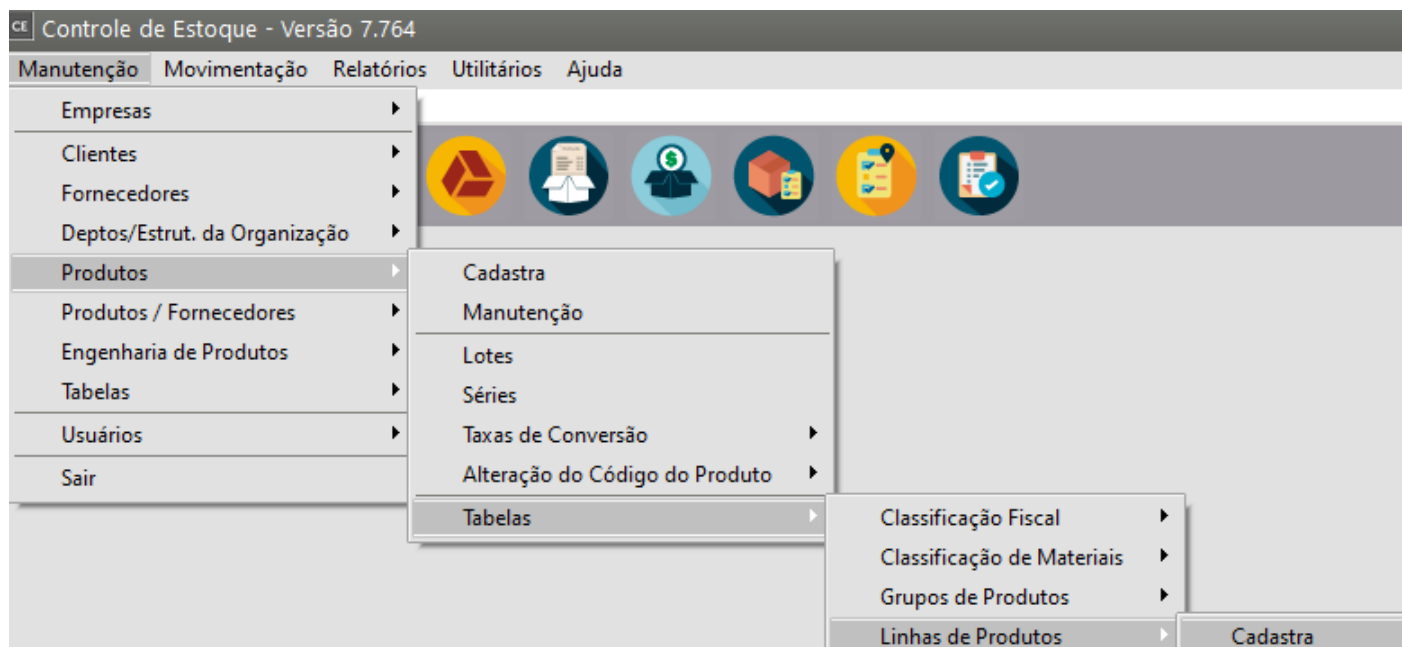 CE Controle de Estoque - Versão 7.764
Manutenção Movimentação Relatórios Utilitários Ajuda
Empresas
Clientes
Fornecedores
Deptos/Estrut. da Organização
Produtos
Produtos / Fornecedores
Engenharia de Produtos
Tabelas
Usuários
Sair
Cadastra
Manutenção
Lotes
Séries
Taxas de Conversão
Alteração do Código do Produto
Tabelas
Classificação Fiscal
Classificação de Materiais
Grupos de Produtos
Linhas de Produtos
Cadastra